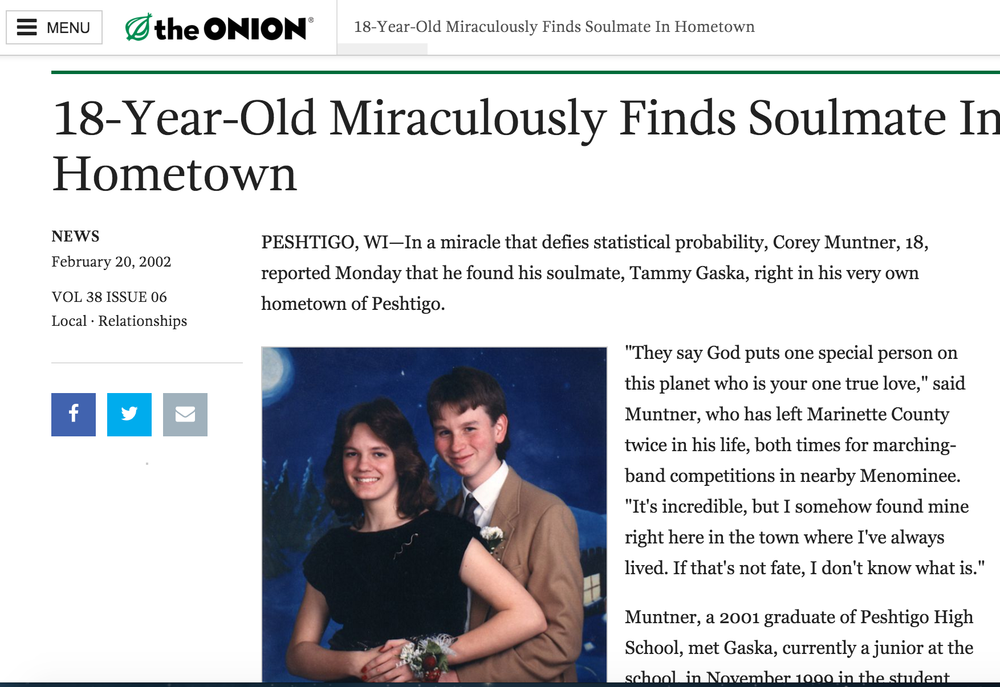 MENU
the ONION®
18-Year-Old Miraculously Finds Soulmate In Hometown
18-Year-Old Miraculously Finds Soulmate In
Hometown
NEWS
February 20, 2002
VOL 38 ISSUE 06
Local · Relationships
f
PESHTIGO, WI—In a miracle that defies statistical probability, Corey Muntner, 18,
reported Monday that he found his soulmate, Tammy Gaska, right in his very own
hometown of Peshtigo.
"They say God puts one special person on
this planet who is your one true love," said
Muntner, who has left Marinette County
twice in his life, both times for marching-
band competitions in nearby Menominee.
"It's incredible, but I somehow found mine
right here in the town where I've always
lived. If that's not fate, I don't know what is."
Muntner, a 2001 graduate of Peshtigo High
School, met Gaska, currently a junior at the
school, in November 1999 in the student